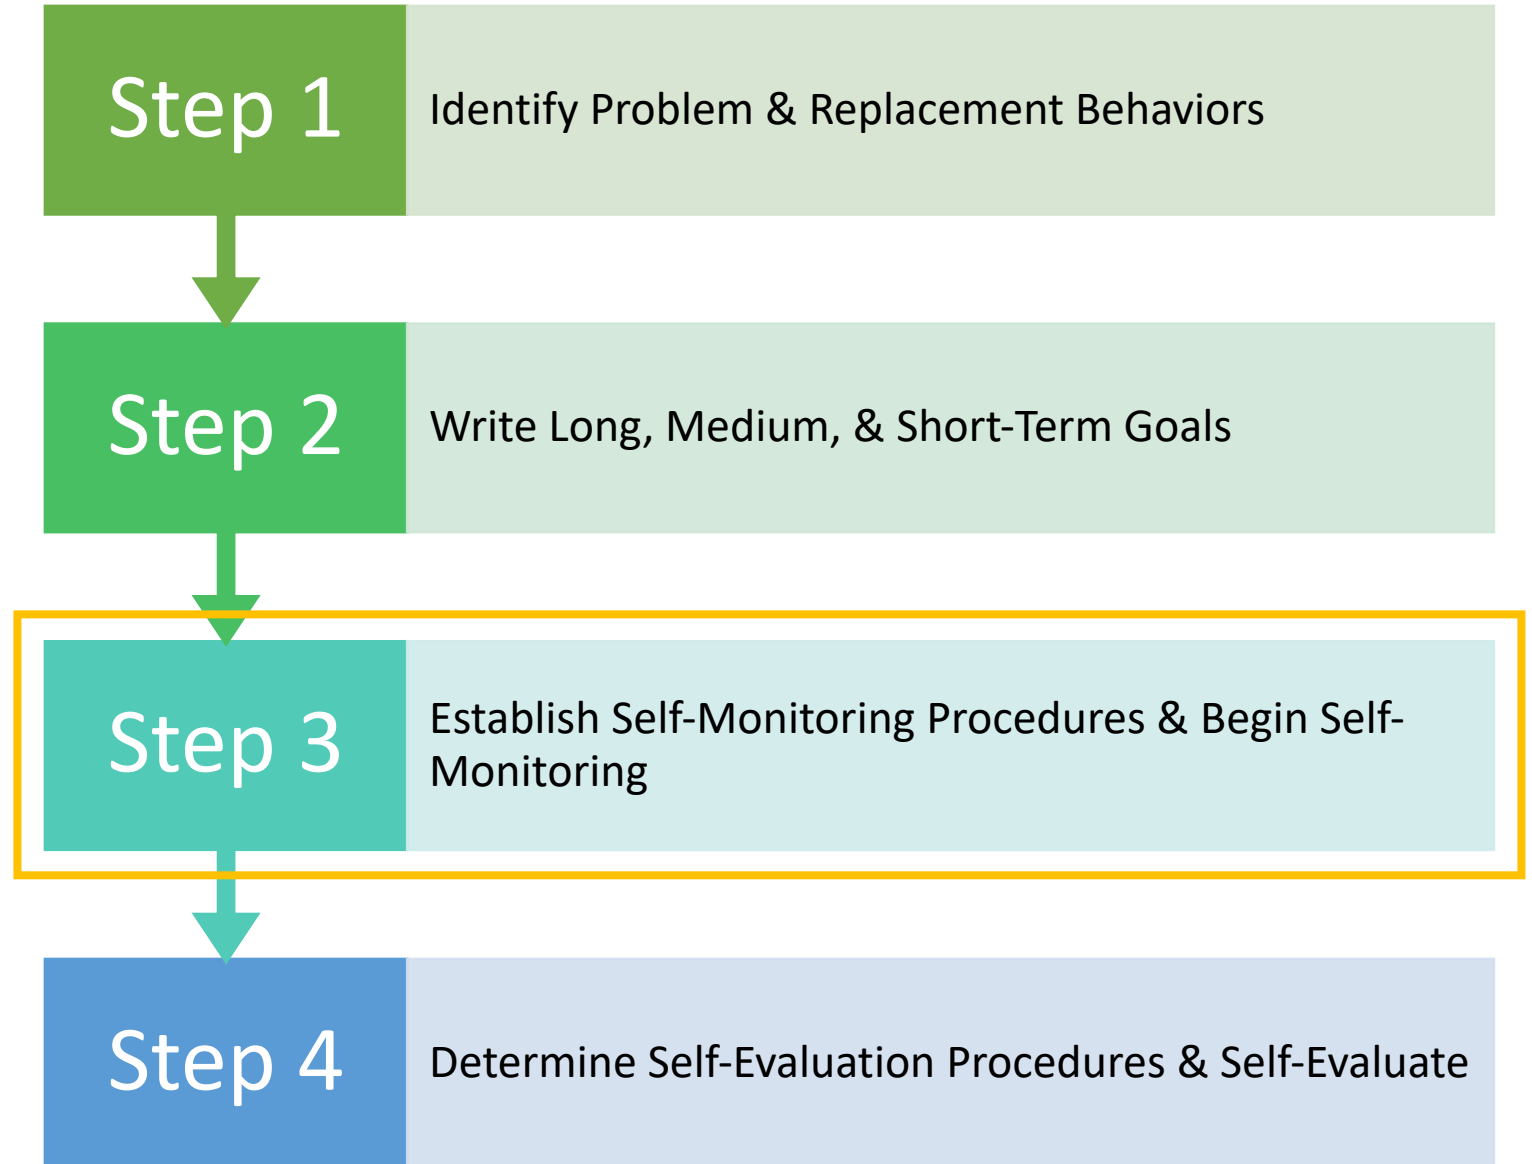 Step 1
Identify Problem & Replacement Behaviors
Step 2
Write Long, Medium, & Short-Term Goals
Step 3
Establish Self-Monitoring Procedures & Begin Self-
Monitoring
Step 4
Determine Self-Evaluation Procedures & Self-Evaluate